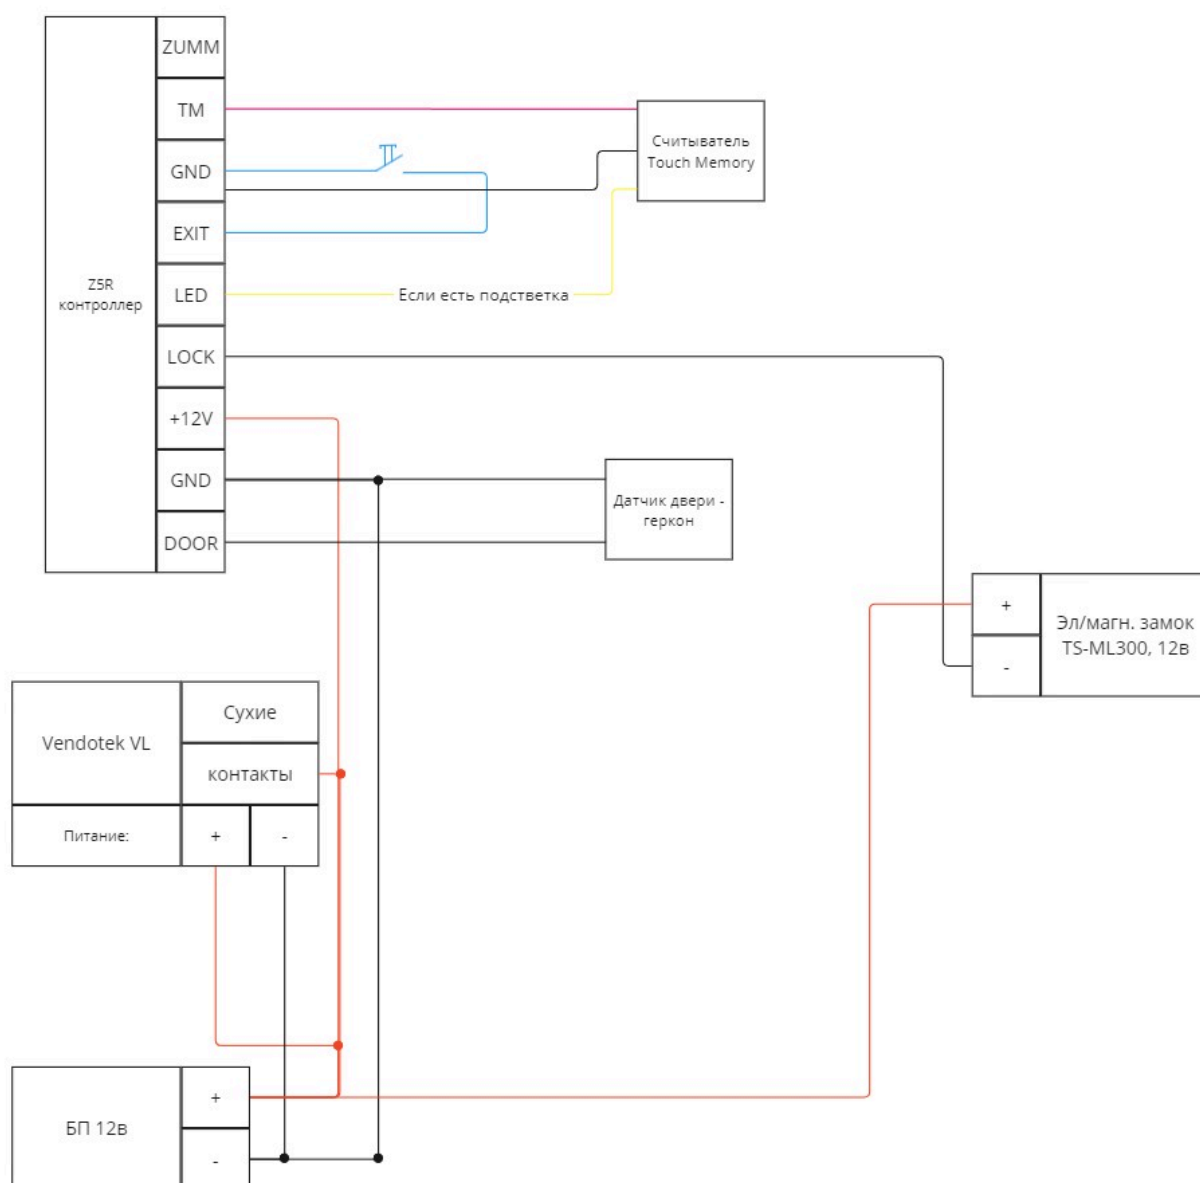 ZUMM
TM
GND
EXIT
LED
LOCK
+12V
GND
DOOR
Z5R
контроллер
Считыватель
Touch Memory
Если есть подстветка
Датчик двери -
геркон
+
-
Эл/магн. замок
TS-ML300, 12в
Vendotek VL
Сухие
контакты
Питание:
+
-
БП 12в
+
-